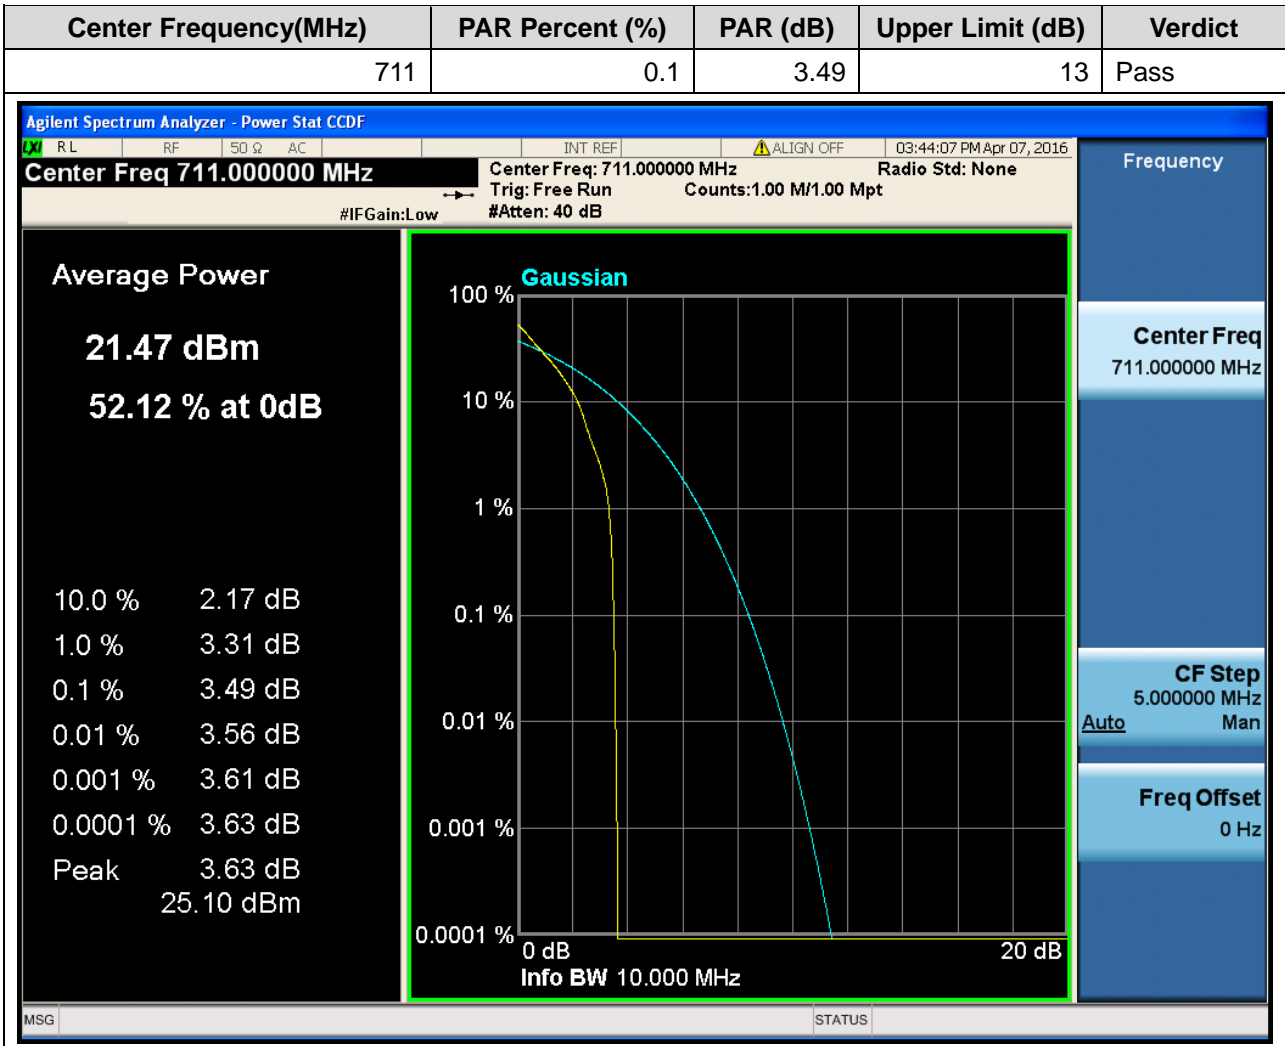 Center Frequency(MHz) PAR Percent (%) PAR (dB) Upper Limit (dB) Verdict
711 0.1 3.49 13 Pass
Agilent Spectrum Analyzer - Power Stat CCDF
LXI RL RF 50 Ω AC INT REF ALIGN OFF 03:44:07 PM Apr 07, 2016
Center Freq 711.000000 MHz
Center Freq: 711.000000 MHz Radio Std: None
Trig: Free Run Counts:1.00 M/1.00 Mpt
#IFGain:Low #Atten: 40 dB
Average Power
21.47 dBm
52.12 % at 0dB
10.0 % 2.17 dB
1.0 % 3.31 dB
0.1 % 3.49 dB
0.01 % 3.56 dB
0.001 % 3.61 dB
0.0001 % 3.63 dB
Peak 3.63 dB
25.10 dBm
Gaussian
100 %
10 %
1 %
0.1 %
0.01 %
0.001 %
0.0001 %
0 dB 20 dB
Info BW 10.000 MHz
Frequency
Center Freq
711.000000 MHz
CF Step
5.000000 MHz
Auto Man
Freq Offset
0 Hz
MSG STATUS